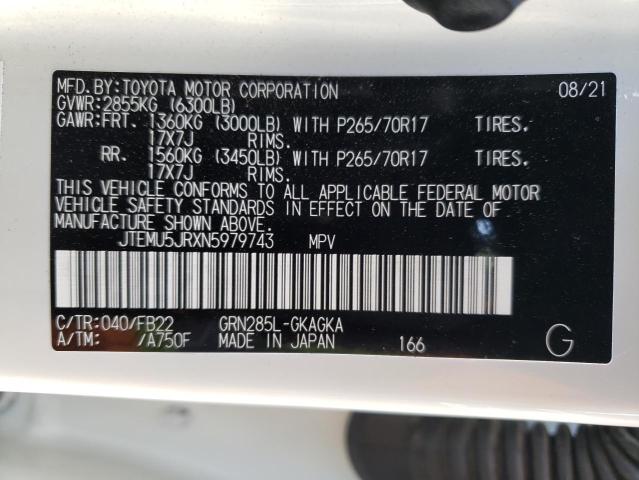 MFD.BY:TOYOTA MOTOR CORPORATION 08/21
GVWR:2855KG (6300LB)
GAWR:FRT. 1360KG (3000LB) WITH P265/70R17 TIRES.
17X7J RIMS.
RR. 1560KG (3450LB) WITH P265/70R17 TIRES.
17X7J RIMS.
THIS VEHICLE CONFORMS TO ALL APPLICABLE FEDERAL MOTOR
VEHICLE SAFETY STANDARDS IN EFFECT ON THE DATE OF
MANUFACTURE SHOWN ABOVE.
JTEMU5JRXN5979743 MPV
C/TR:040/FB22 GRN285L-GKAGKA
A/TM: /A750F MADE IN JAPAN 166 G